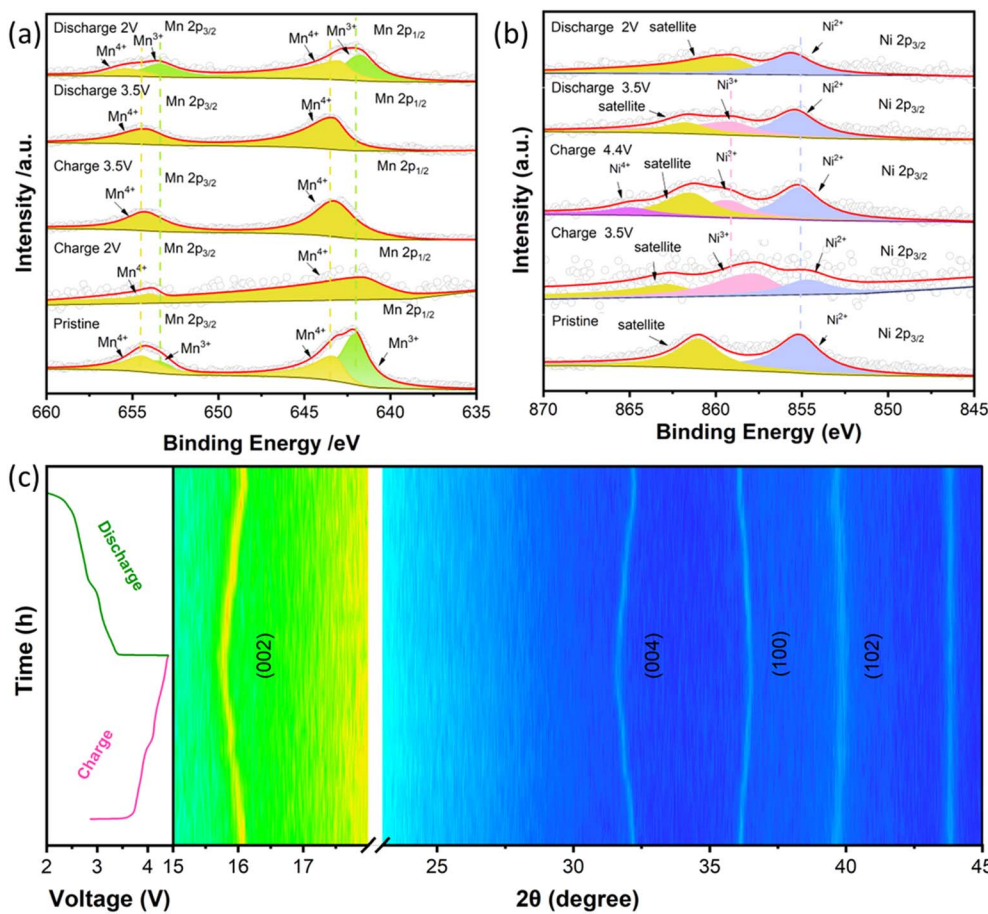 (a)
Intensity /a.u.
Discharge 2V
Mn⁴⁺
Mn³⁺
Mn 2p₃/₂
Mn⁴⁺
Mn³⁺
Mn 2p₁/₂
Discharge 3.5V
Mn⁴⁺
Mn 2p₃/₂
Mn⁴⁺
Mn 2p₁/₂
Charge 3.5V
Mn⁴⁺
Mn 2p₃/₂
Mn⁴⁺
Mn 2p₁/₂
Charge 2V
Mn⁴⁺
Mn 2p₃/₂
Mn⁴⁺
Mn 2p₁/₂
Pristine
Mn⁴⁺
Mn 2p₃/₂
Mn³⁺
Mn⁴⁺
Mn 2p₁/₂
Mn³⁺
660 655 650 645 640 635
Binding Energy /eV
(b)
Intensity (a.u.)
Discharge 2V
satellite
Ni²⁺
Ni 2p₃/₂
Discharge 3.5V
satellite
Ni³⁺
Ni²⁺
Ni 2p₃/₂
Charge 4.4V
Ni⁴⁺
satellite
Ni³⁺
Ni²⁺
Ni 2p₃/₂
Charge 3.5V
satellite
Ni³⁺
Ni²⁺
Ni 2p₃/₂
Pristine
satellite
Ni²⁺
Ni 2p₃/₂
870 865 860 855 850 845
Binding Energy (eV)
(c)
Time (h)
Discharge
Charge
(002)
(004)
(100)
(102)
2 3 4 15 16 17 25 30 35 40 45
Voltage (V)
2θ (degree)